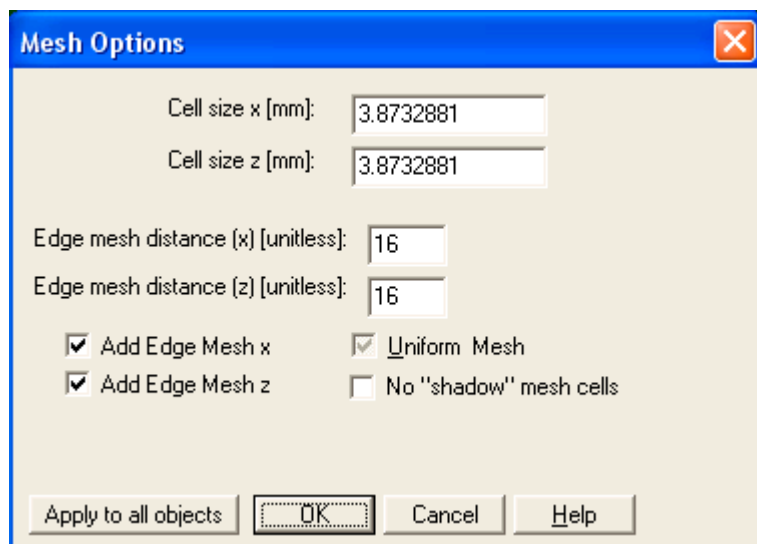 Mesh Options
Cell size x [mm]: 3.8732881
Cell size z [mm]: 3.8732881
Edge mesh distance (x) [unitless]: 16
Edge mesh distance (z) [unitless]: 16
Add Edge Mesh x Uniform Mesh
Add Edge Mesh z No "shadow" mesh cells
Apply to all objects OK Cancel Help